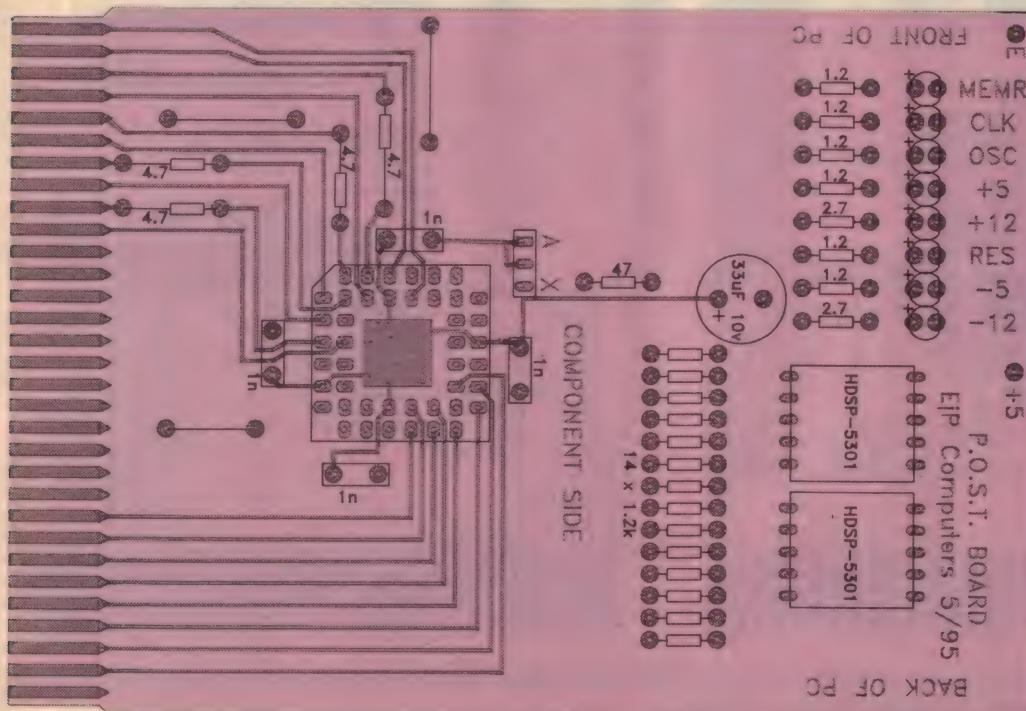 FRONT OF PC
E
1.2
MEMR
1.2
CLK
1.2
OSC
1.2
+5
2.7
+12
1.2
RES
1.2
-5
2.7
-12
4.7
4.7
4.7
4.7
1n
1n
1n
1n
A
X
47
33uF 10v
+
COMPONENT SIDE
14 x 1.2k
HDSP-5301
HDSP-5301
+5
P.O.S.T. BOARD
EJP Computers 5/95
BACK OF PC